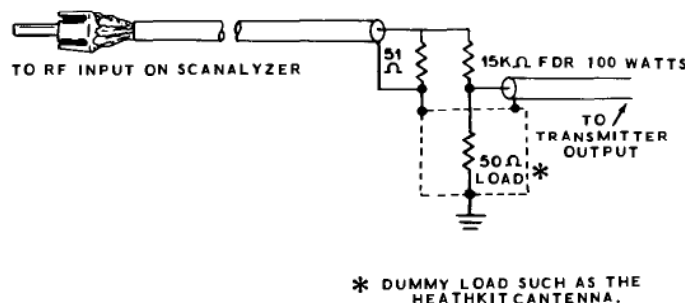 TO RF INPUT ON SCANALYZER
51
Ω
15KΩ FDR 100 WATTS
TO
TRANSMITTER
OUTPUT
50Ω
LOAD *
* DUMMY LOAD SUCH AS THE
HEATHKIT CANTENNA.